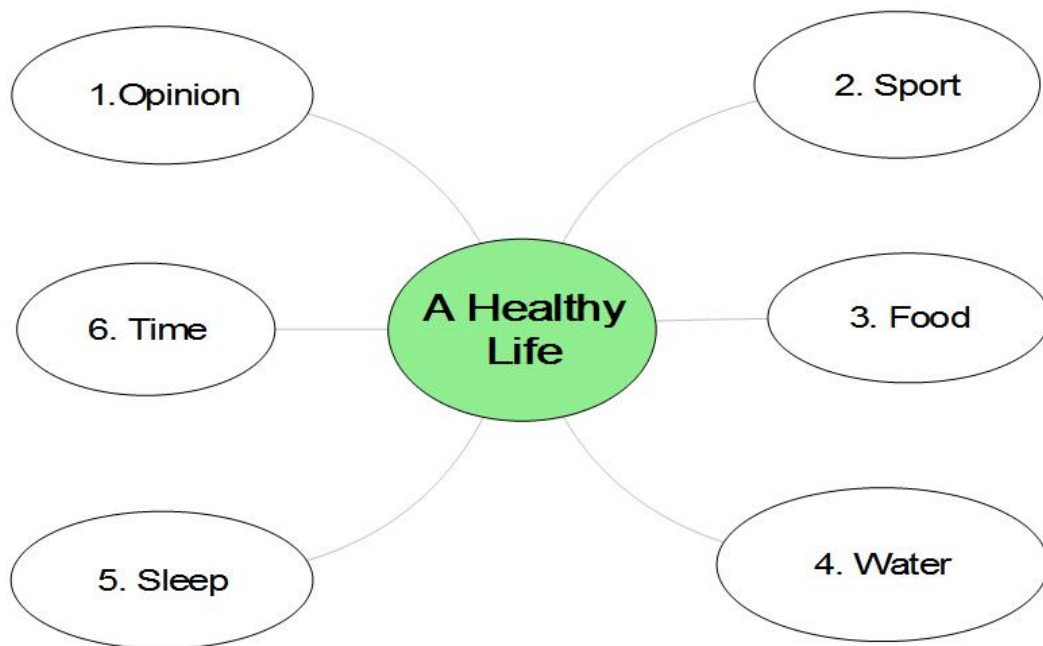 1.Opinion
2. Sport
A Healthy
Life
6. Time
3. Food
5. Sleep
4. Water